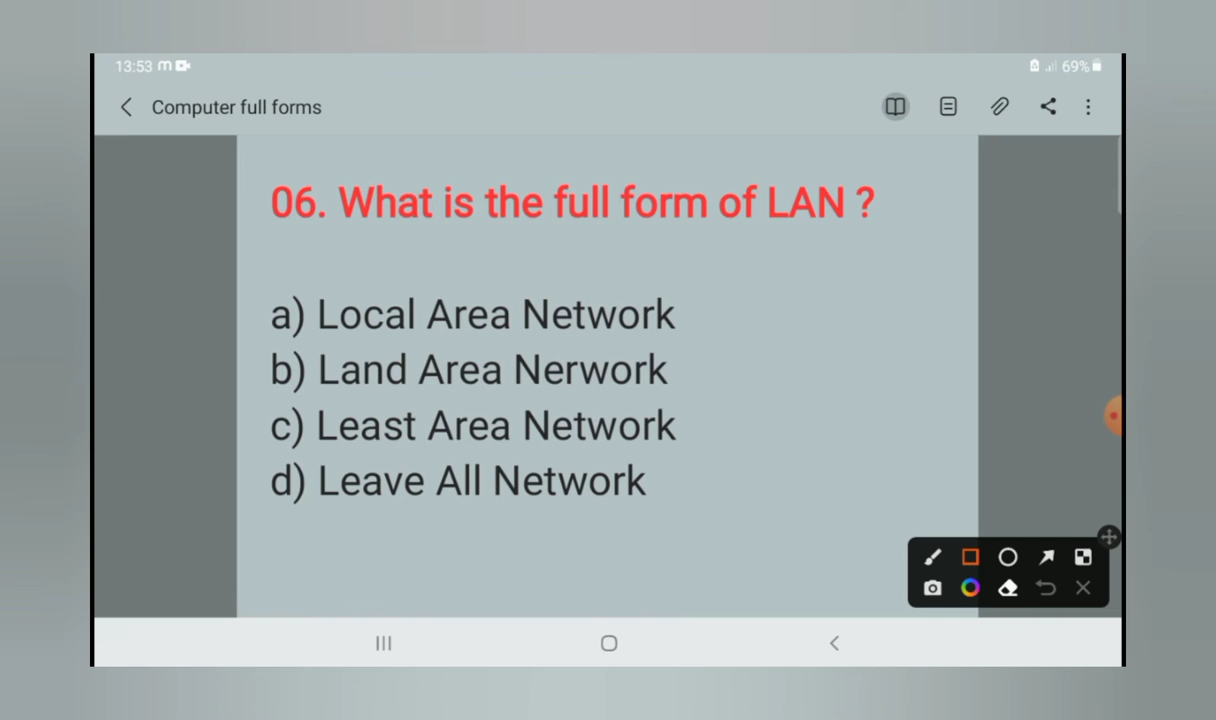 13:53 m
69%
Computer full forms
06. What is the full form of LAN ?
a) Local Area Network
b) Land Area Nerwork
c) Least Area Network
d) Leave All Network